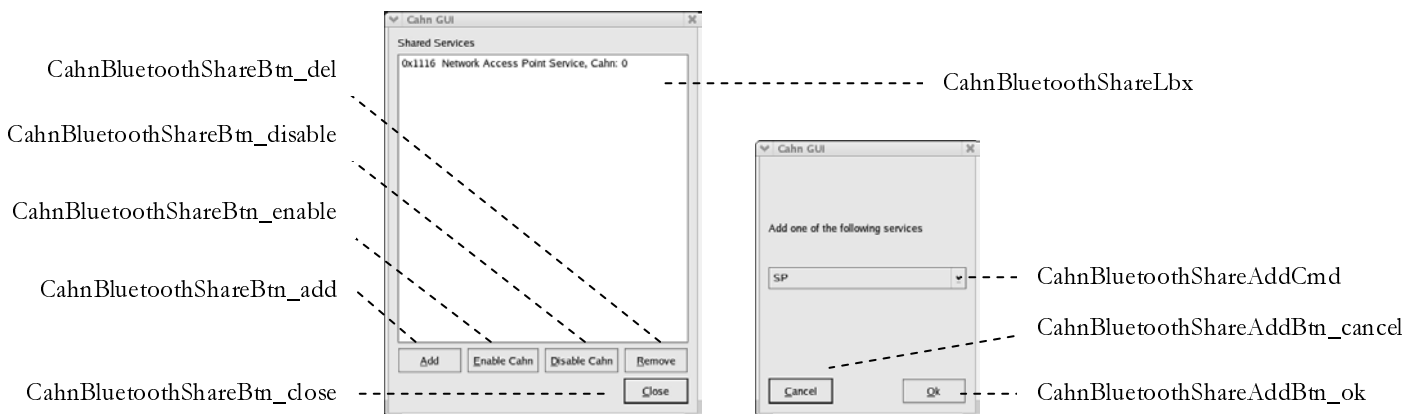 Cahn GUI
Shared Services
0x1116 Network Access Point Service, Cahn: 0
CahnBluetoothShareBtn_del
CahnBluetoothShareLbx
CahnBluetoothShareBtn_disable
CahnBluetoothShareBtn_enable
CahnBluetoothShareBtn_add
Add
Enable Cahn
Disable Cahn
Remove
CahnBluetoothShareBtn_close
Close
Cahn GUI
Add one of the following services
SP
CahnBluetoothShareAddCmd
CahnBluetoothShareAddBtn_cancel
Cancel
Ok
CahnBluetoothShareAddBtn_ok